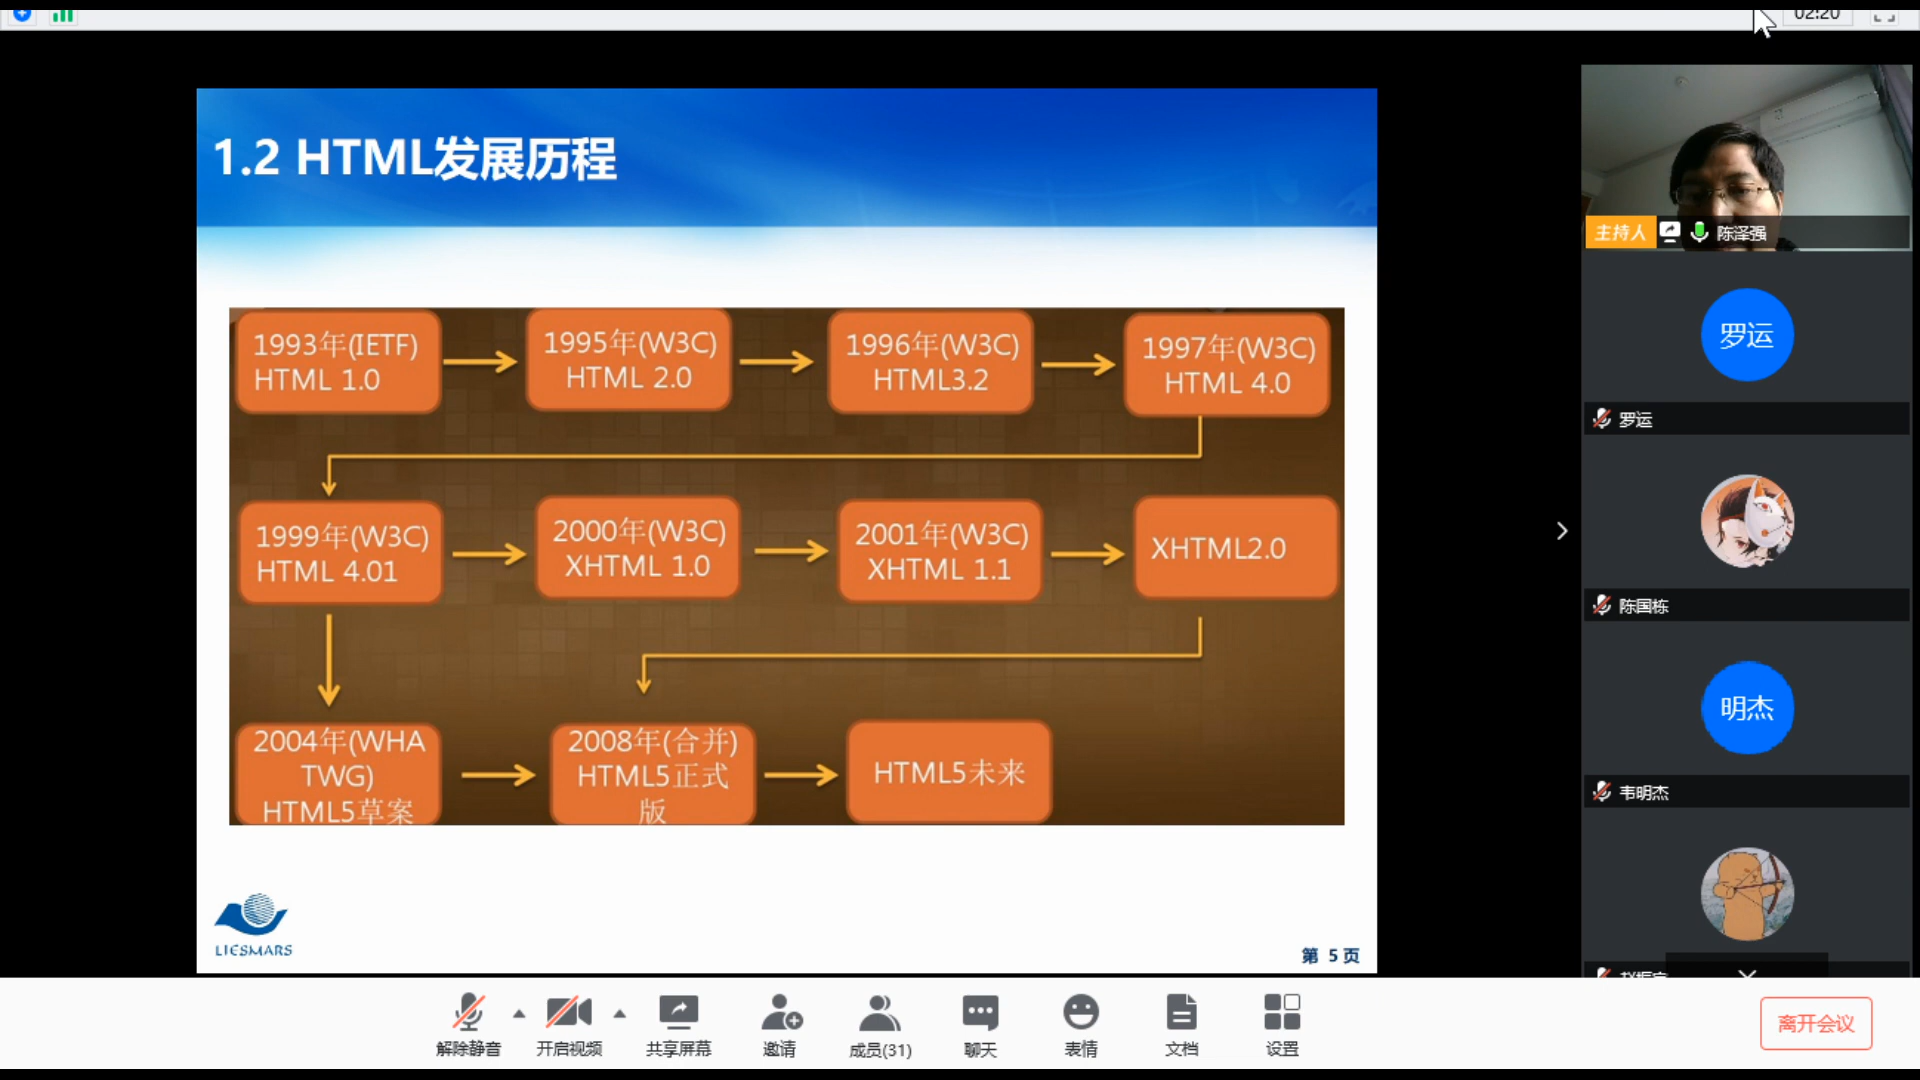 02:20
1.2 HTML发展历程
1993年(IETF)
HTML 1.0
1995年(W3C)
HTML 2.0
1996年(W3C)
HTML3.2
1997年(W3C)
HTML 4.0
1999年(W3C)
HTML 4.01
2000年(W3C)
XHTML 1.0
2001年(W3C)
XHTML 1.1
XHTML2.0
2004年(WHA
TWG)
HTML5草案
2008年(合并)
HTML5正式
版
HTML5未来
LIESMARS
第 5 页
主持人 陈泽强
罗运
罗运
陈国栋
明杰
韦明杰
解除静音
开启视频
共享屏幕
邀请
成员(31)
聊天
表情
文档
设置
离开会议